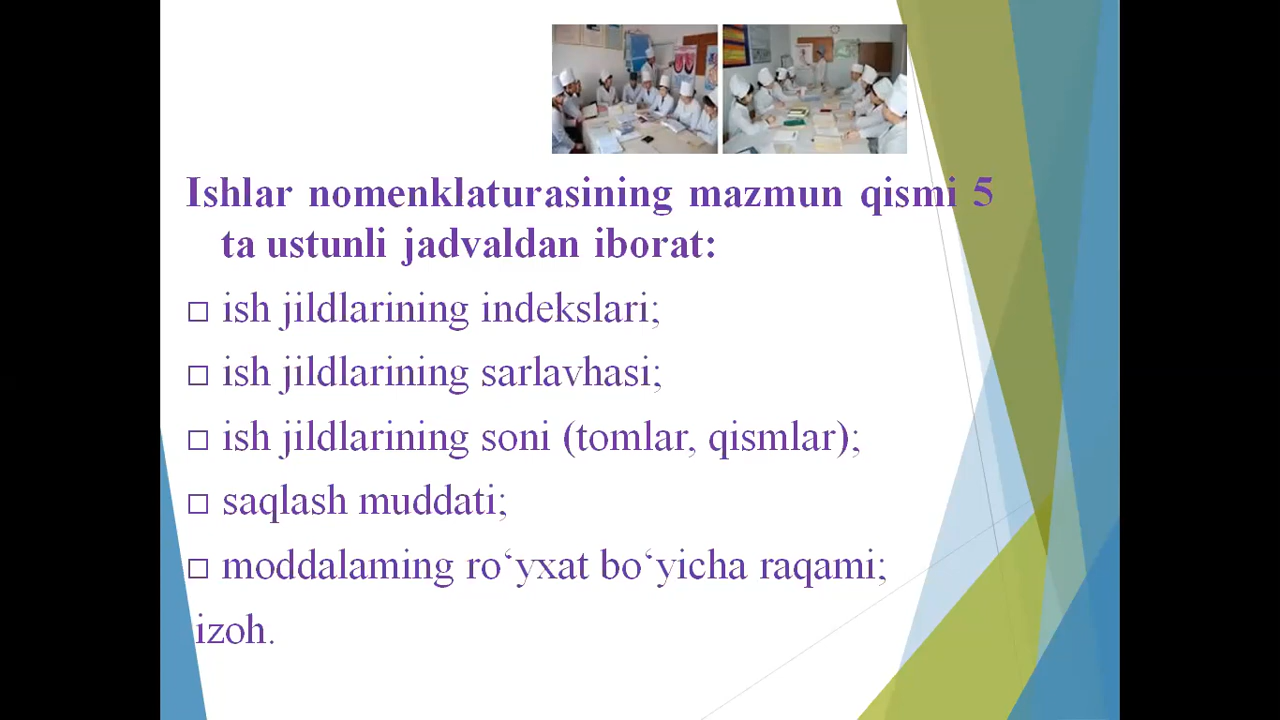 Ishlar nomenklaturasining mazmun qismi 5
ta ustunli jadvaldan iborat:
□ ish jildlarining indekslari;
□ ish jildlarining sarlavhasi;
□ ish jildlarining soni (tomlar, qismlar);
□ saqlash muddati;
□ moddalaming ro‘yxat bo‘yicha raqami;
izoh.